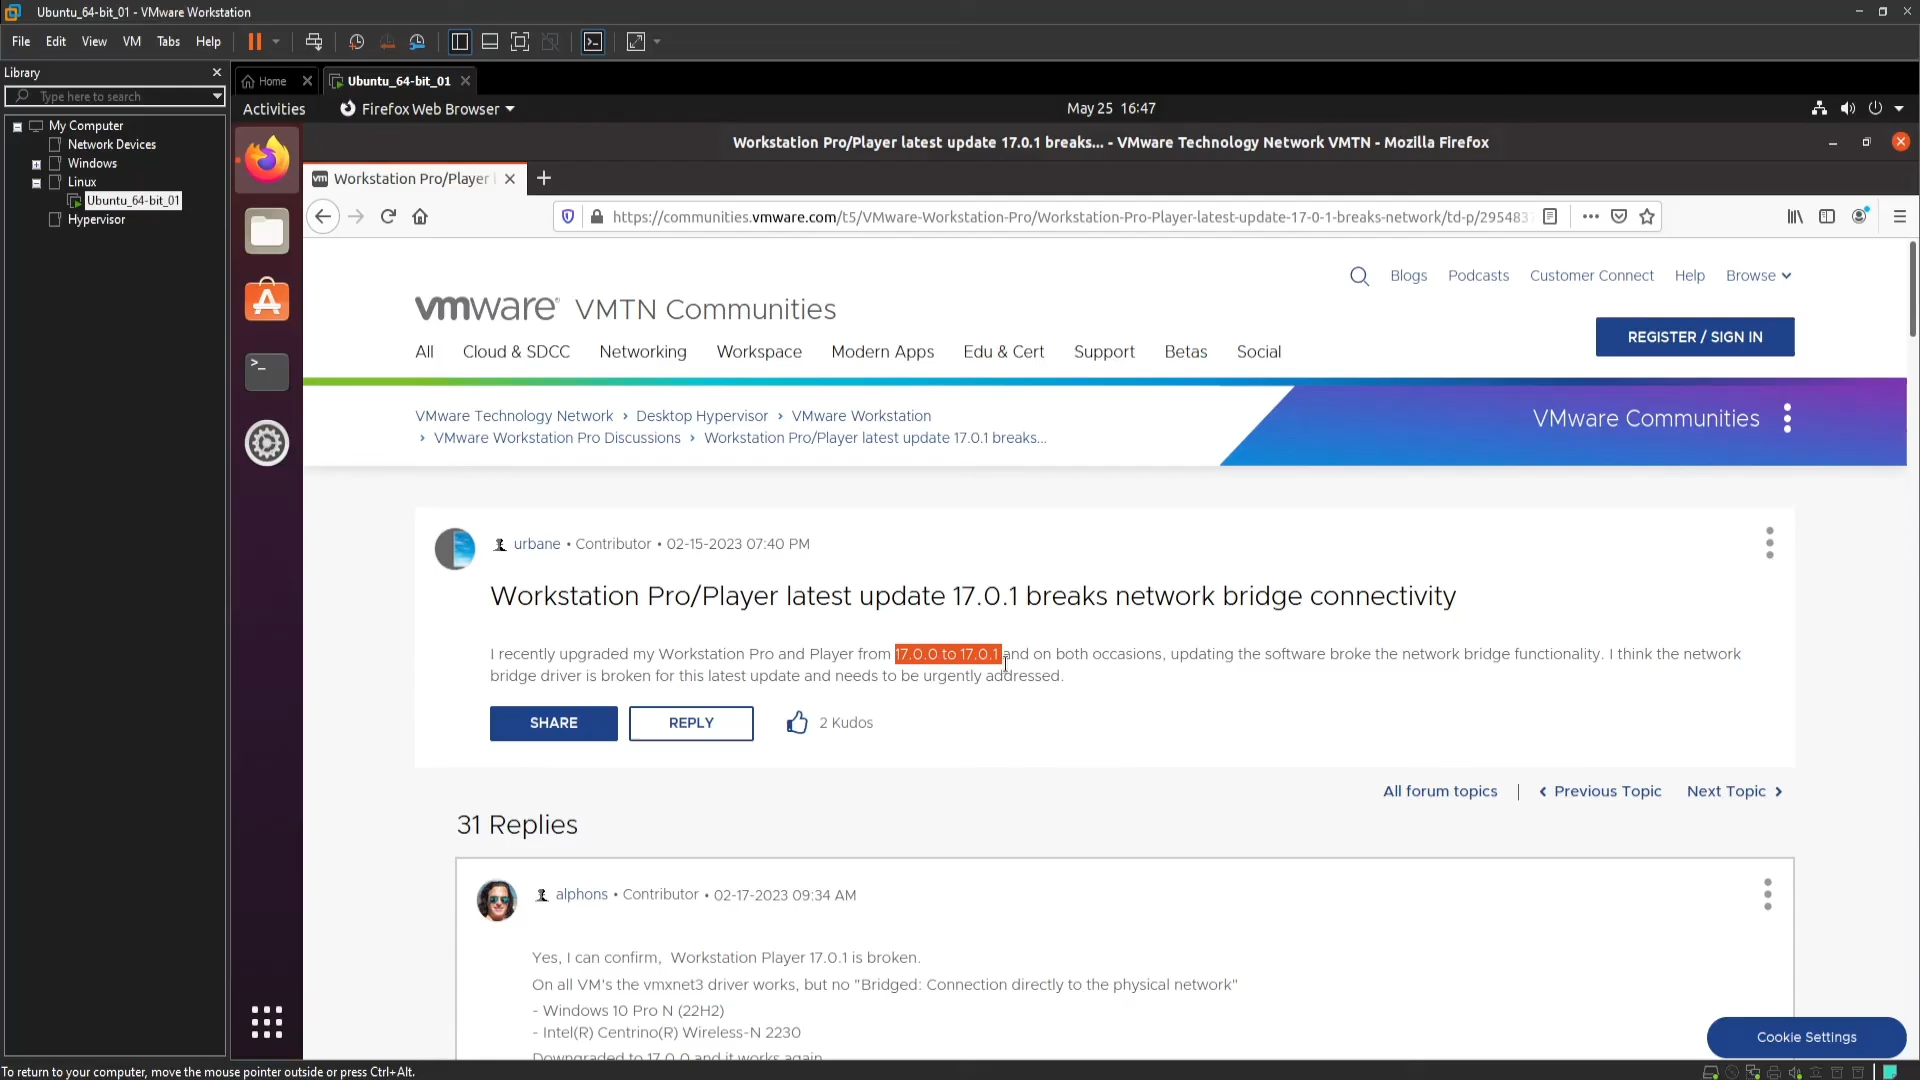 Ubuntu_64-bit_01 - VMware Workstation
File Edit View VM Tabs Help
Library
Type here to search
My Computer
Network Devices
Windows
Linux
Ubuntu_64-bit_01
Hypervisor
Home
Ubuntu_64-bit_01
Activities
Firefox Web Browser
May 25 16:47
Workstation Pro/Player latest update 17.0.1 breaks... - VMware Technology Network VMTN - Mozilla Firefox
vm Workstation Pro/Player l
https://communities.vmware.com/t5/VMware-Workstation-Pro/Workstation-Pro-Player-latest-update-17-0-1-breaks-network/td-p/2954837
Blogs Podcasts Customer Connect Help Browse
vmware® VMTN Communities
REGISTER / SIGN IN
All Cloud & SDCC Networking Workspace Modern Apps Edu & Cert Support Betas Social
VMware Technology Network › Desktop Hypervisor › VMware Workstation
› VMware Workstation Pro Discussions › Workstation Pro/Player latest update 17.0.1 breaks...
VMware Communities
urbane • Contributor • 02-15-2023 07:40 PM
Workstation Pro/Player latest update 17.0.1 breaks network bridge connectivity
I recently upgraded my Workstation Pro and Player from 17.0.0 to 17.0.1 and on both occasions, updating the software broke the network bridge functionality. I think the network
bridge driver is broken for this latest update and needs to be urgently addressed.
SHARE
REPLY
2 Kudos
All forum topics | ‹ Previous Topic Next Topic ›
31 Replies
alphons • Contributor • 02-17-2023 09:34 AM
Yes, I can confirm, Workstation Player 17.0.1 is broken.
On all VM's the vmxnet3 driver works, but no "Bridged: Connection directly to the physical network"
- Windows 10 Pro N (22H2)
- Intel(R) Centrino(R) Wireless-N 2230
Downgraded to 17.0.0 and it works again
Cookie Settings
To return to your computer, move the mouse pointer outside or press Ctrl+Alt.